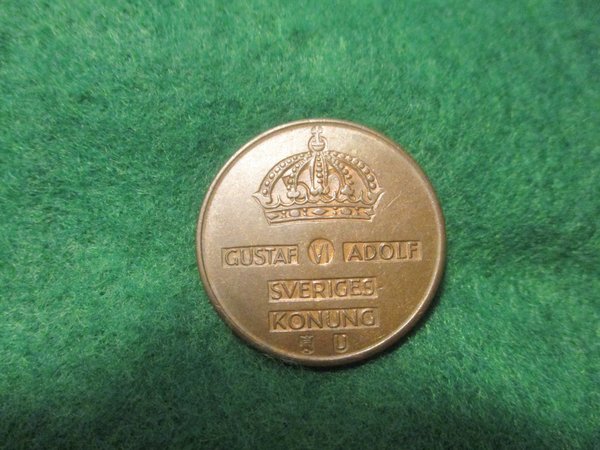 GUSTAF VI ADOLF
SVERIGES
KONUNG
U